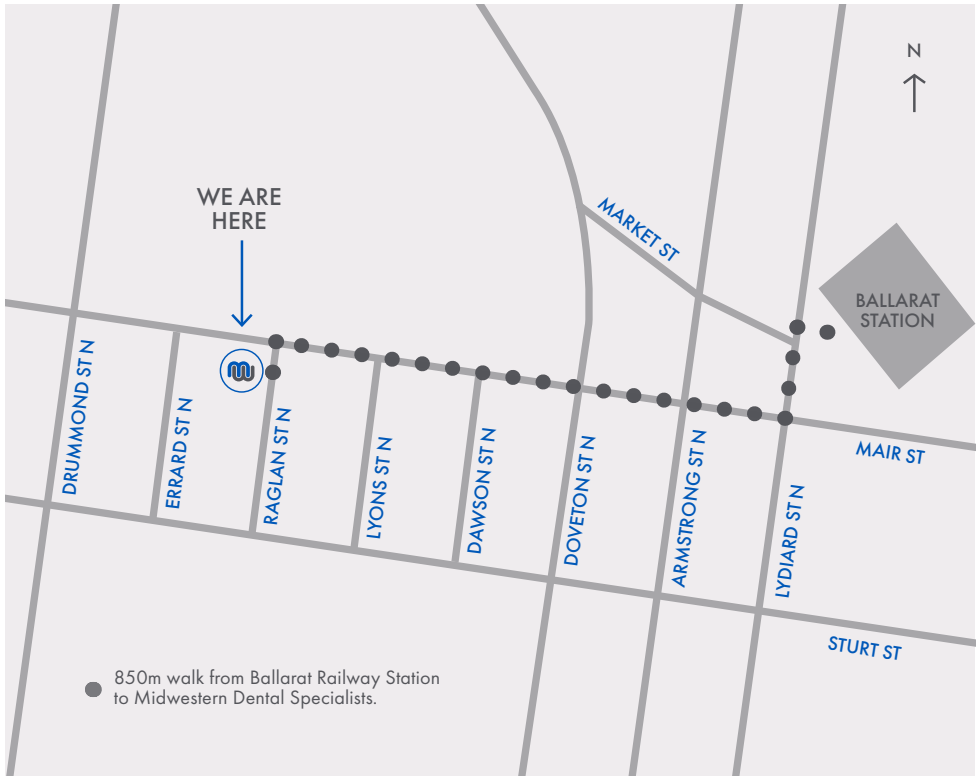 N
WE ARE
HERE
MARKET ST
BALLARAT
STATION
DRUMMOND ST N
ERRARD ST N
RAGLAN ST N
LYONS ST N
DAWSON ST N
DOVETON ST N
ARMSTRONG ST N
LYDIARD ST N
MAIR ST
STURT ST
850m walk from Ballarat Railway Station
to Midwestern Dental Specialists.